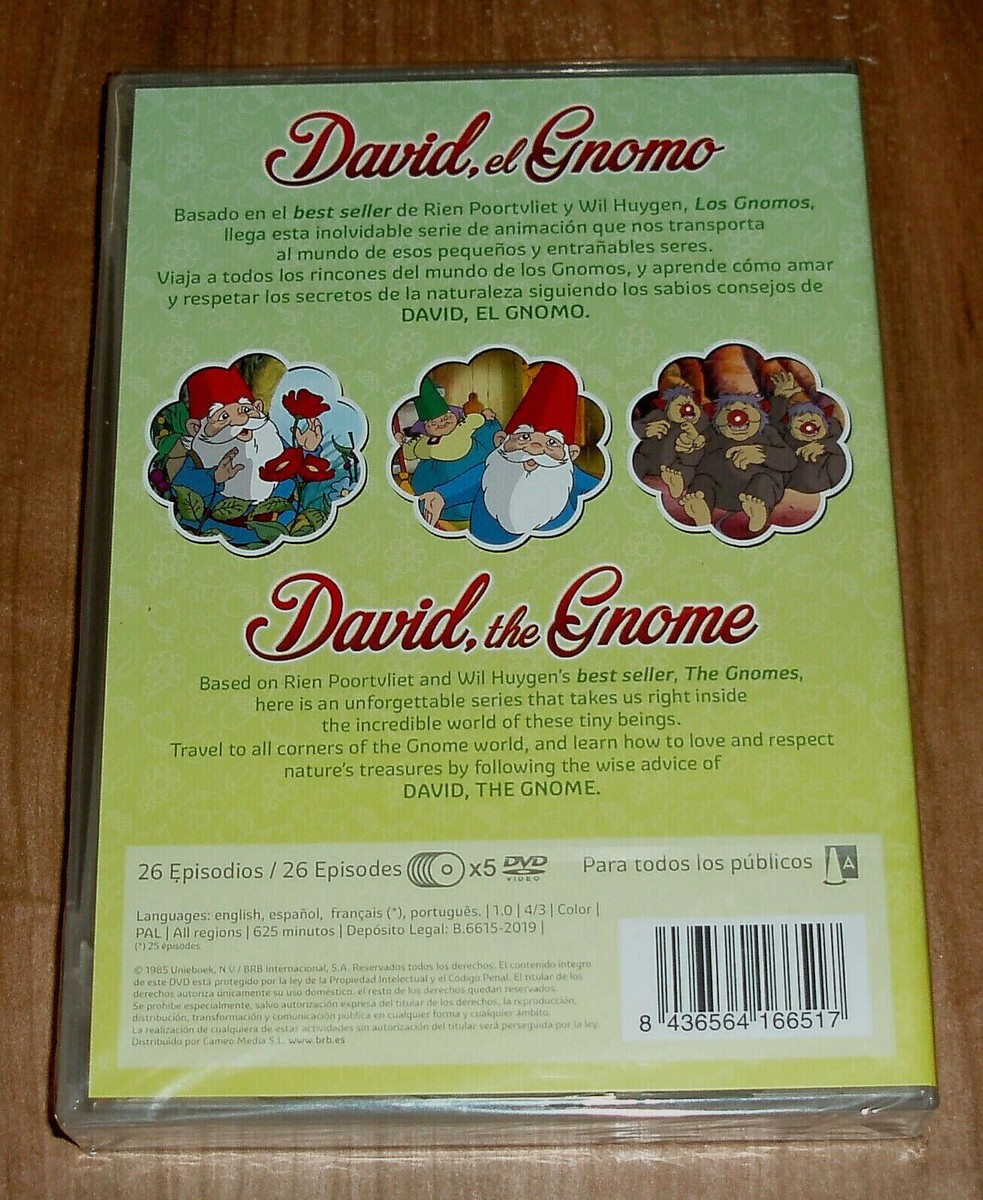 David, el Gnomo
Basado en el best seller de Rien Poortvliet y Wil Huygen, Los Gnomos,
llega esta inolvidable serie de animación que nos transporta
al mundo de esos pequeños y entrañables seres.
Viaja a todos los rincones del mundo de los Gnomos, y aprende cómo amar
y respetar los secretos de la naturaleza siguiendo los sabios consejos de
DAVID, EL GNOMO.
David, the Gnome
Based on Rien Poortvliet and Wil Huygen's best seller, The Gnomes,
here is an unforgettable series that takes us right inside
the incredible world of these tiny beings.
Travel to all corners of the Gnome world, and learn how to love and respect
nature's treasures by following the wise advice of
DAVID, THE GNOME.
26 Episodios / 26 Episodes x5 DVD VIDEO Para todos los públicos A
Languages: english, español, français (*), português. | 1.0 | 4/3 | Color |
PAL | All regions | 625 minutos | Depósito Legal: B.6615-2019 |
(*) 25 épisodes
© 1985 Unieboek, N.V / BRB Internacional, S.A. Reservados todos los derechos. El contenido íntegro
de este DVD está protegido por la ley de la Propiedad Intelectual y el Código Penal. El titular de los
derechos autoriza únicamente su uso doméstico, el resto de los derechos quedan reservados.
Se prohíbe especialmente, salvo autorización expresa del titular de los derechos, la reproducción,
distribución, transformación y comunicación pública en cualquier forma y cualquier ámbito.
La realización de cualquiera de estas actividades sin autorización del titular será perseguida por la ley.
Distribuido por Cameo Media S.L. www.brb.es
8 436564 166517